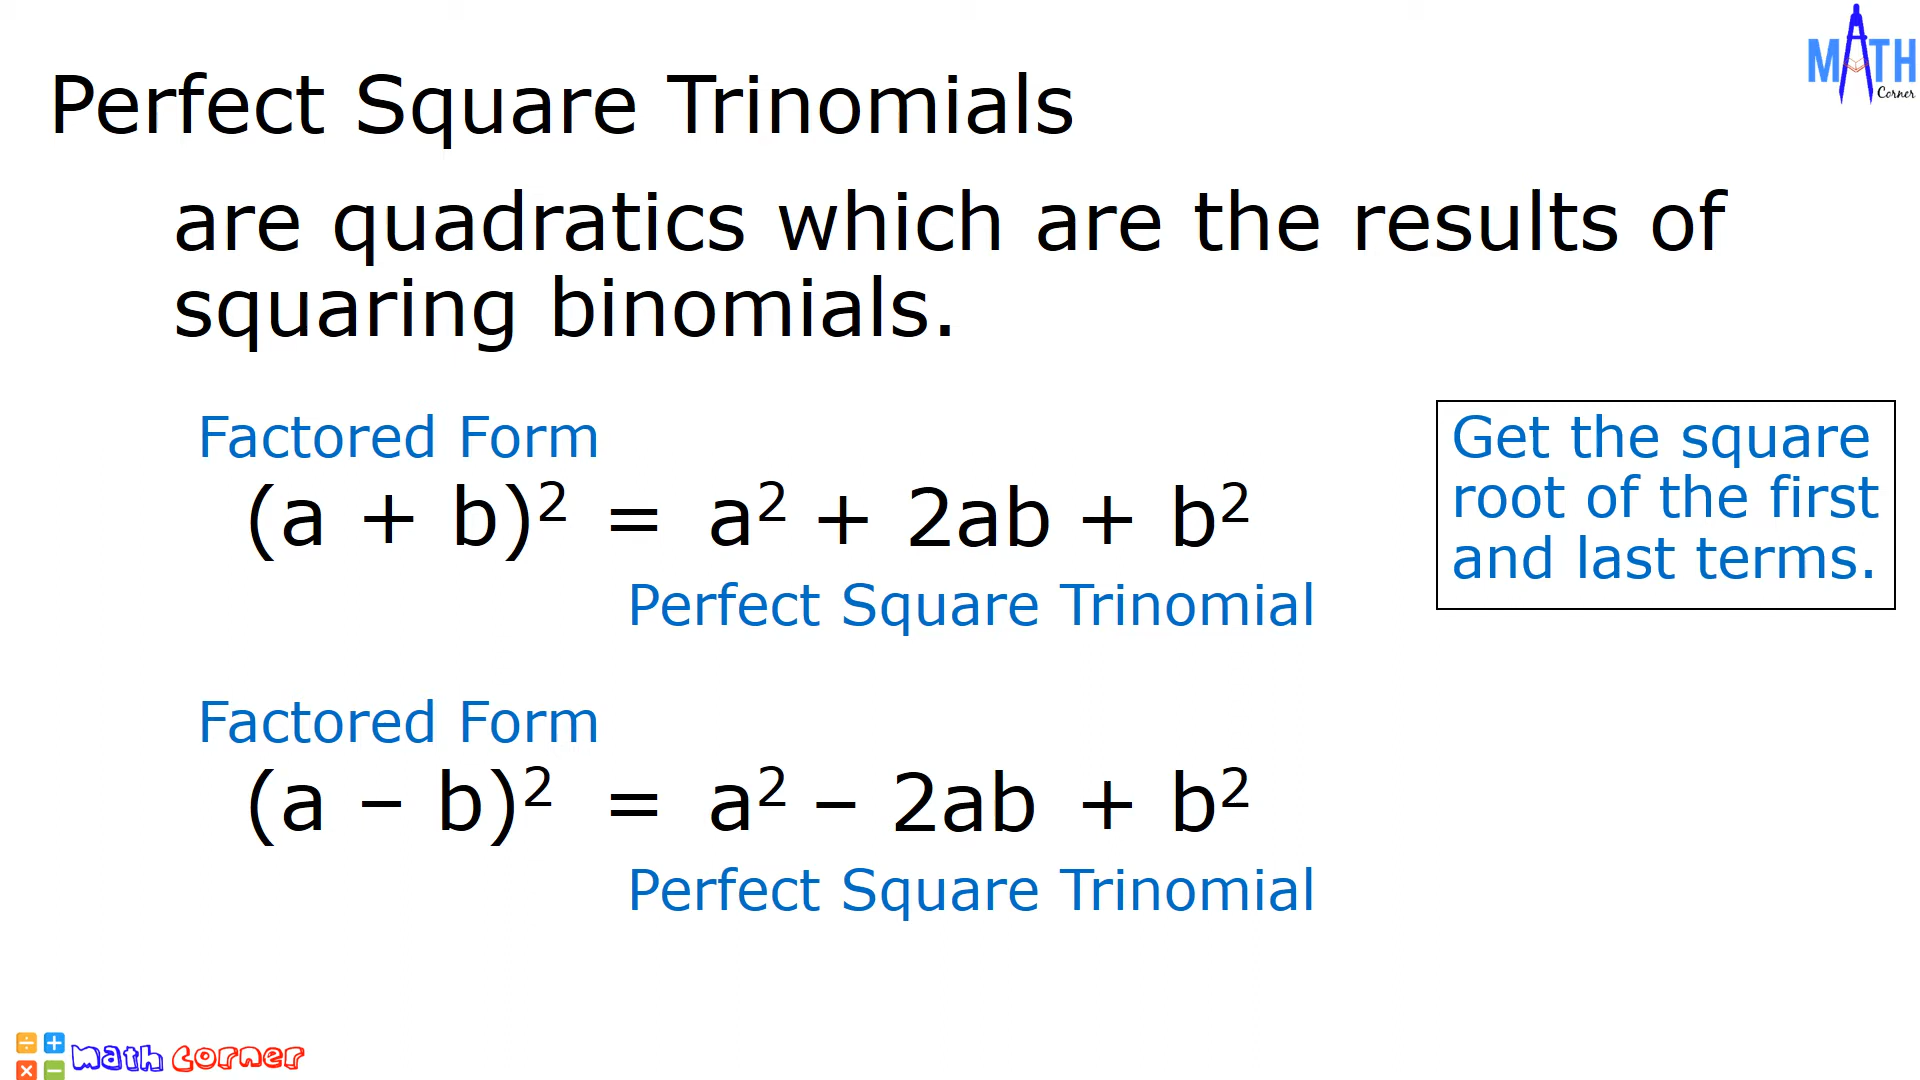 MATH
Corner
Perfect Square Trinomials
are quadratics which are the results of
squaring binomials.
Factored Form
(a + b)² = a² + 2ab + b²
Perfect Square Trinomial
Get the square
root of the first
and last terms.
Factored Form
(a – b)² = a² – 2ab + b²
Perfect Square Trinomial
÷ +
× −
math corner